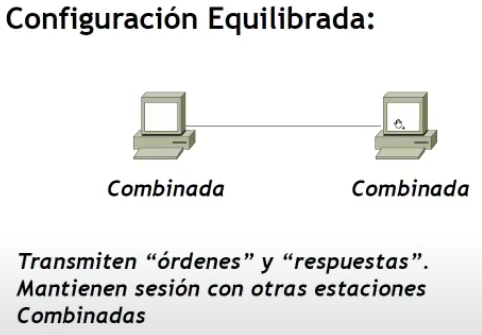 Configuración Equilibrada:
Combinada
Combinada
Transmiten “órdenes” y “respuestas”.
Mantienen sesión con otras estaciones
Combinadas